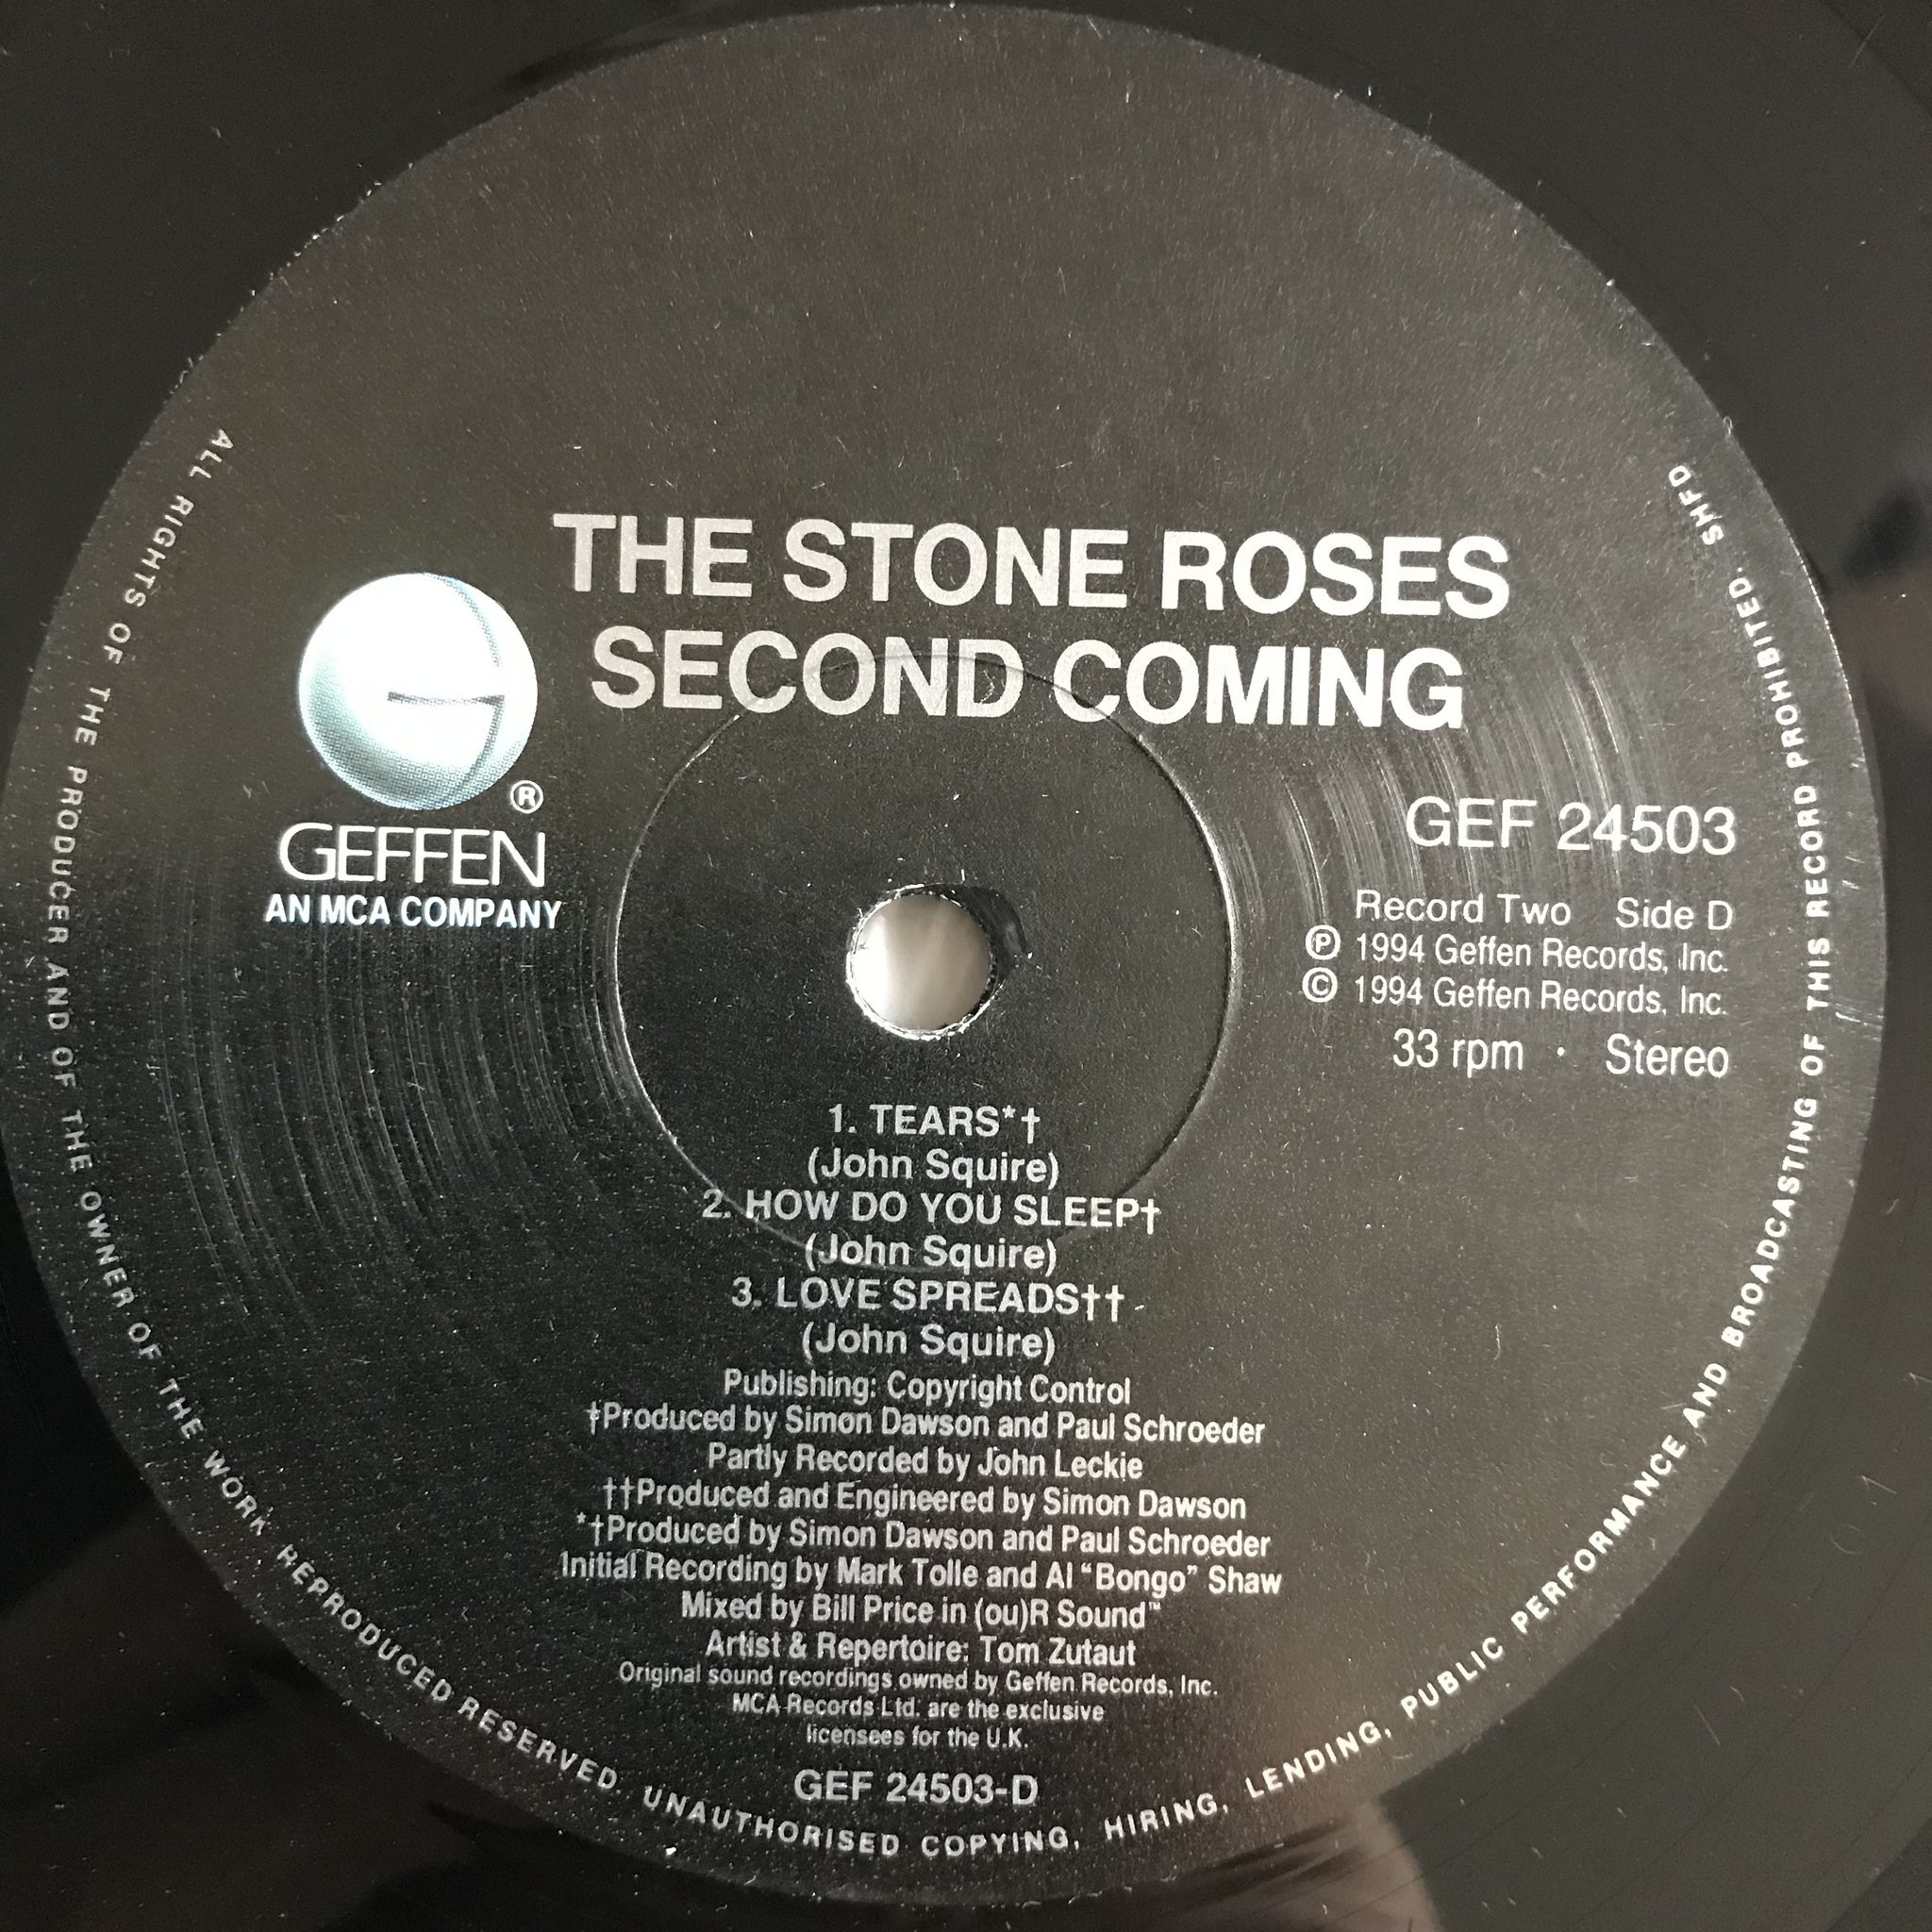 THE STONE ROSES
SECOND COMING
®
GEFFEN
AN MCA COMPANY
GEF 24503
Record Two Side D
℗ 1994 Geffen Records, Inc.
© 1994 Geffen Records, Inc.
33 rpm · Stereo
1. TEARS*†
(John Squire)
2. HOW DO YOU SLEEP†
(John Squire)
3. LOVE SPREADS††
(John Squire)
Publishing: Copyright Control
†Produced by Simon Dawson and Paul Schroeder
Partly Recorded by John Leckie
††Produced and Engineered by Simon Dawson
*†Produced by Simon Dawson and Paul Schroeder
Initial Recording by Mark Tolle and Al “Bongo” Shaw
Mixed by Bill Price in (ou)R Sound™
Artist & Repertoire: Tom Zutaut
Original sound recordings owned by Geffen Records, Inc.
MCA Records Ltd. are the exclusive
licensees for the U.K.
GEF 24503-D
ALL RIGHTS OF THE PRODUCER AND OF THE OWNER OF THE WORK REPRODUCED RESERVED. UNAUTHORISED COPYING, HIRING, LENDING, PUBLIC PERFORMANCE AND BROADCASTING OF THIS RECORD PROHIBITED. SHFD